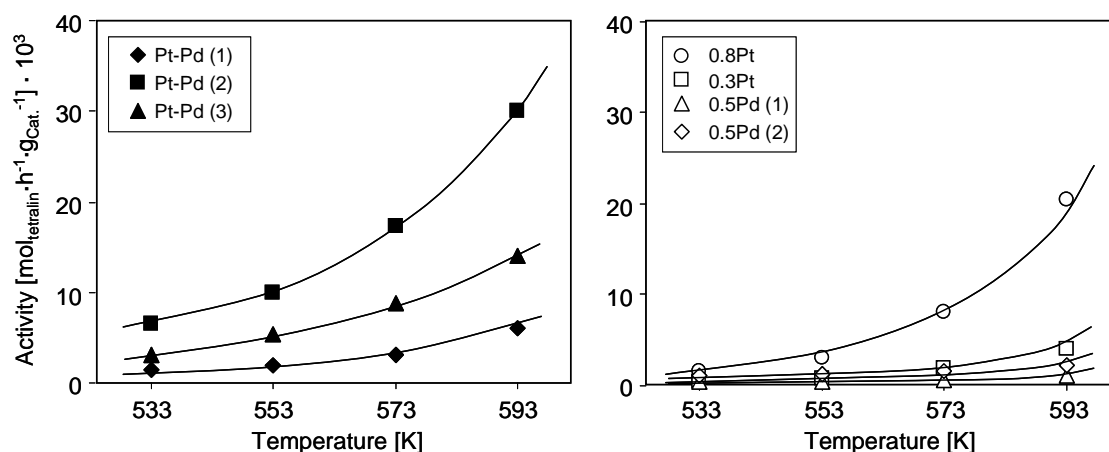 Activity [mol_tetralin·h⁻¹·g_Cat.⁻¹] · 10³
40
30
20
10
0
Pt-Pd (1)
Pt-Pd (2)
Pt-Pd (3)
533 553 573 593
Temperature [K]
40
30
20
10
0
0.8Pt
0.3Pt
0.5Pd (1)
0.5Pd (2)
533 553 573 593
Temperature [K]